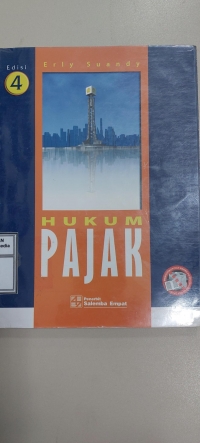 Edisi
4
Erly Suandy
HUKUM
PAJAK
Penerbit
Salemba Empat